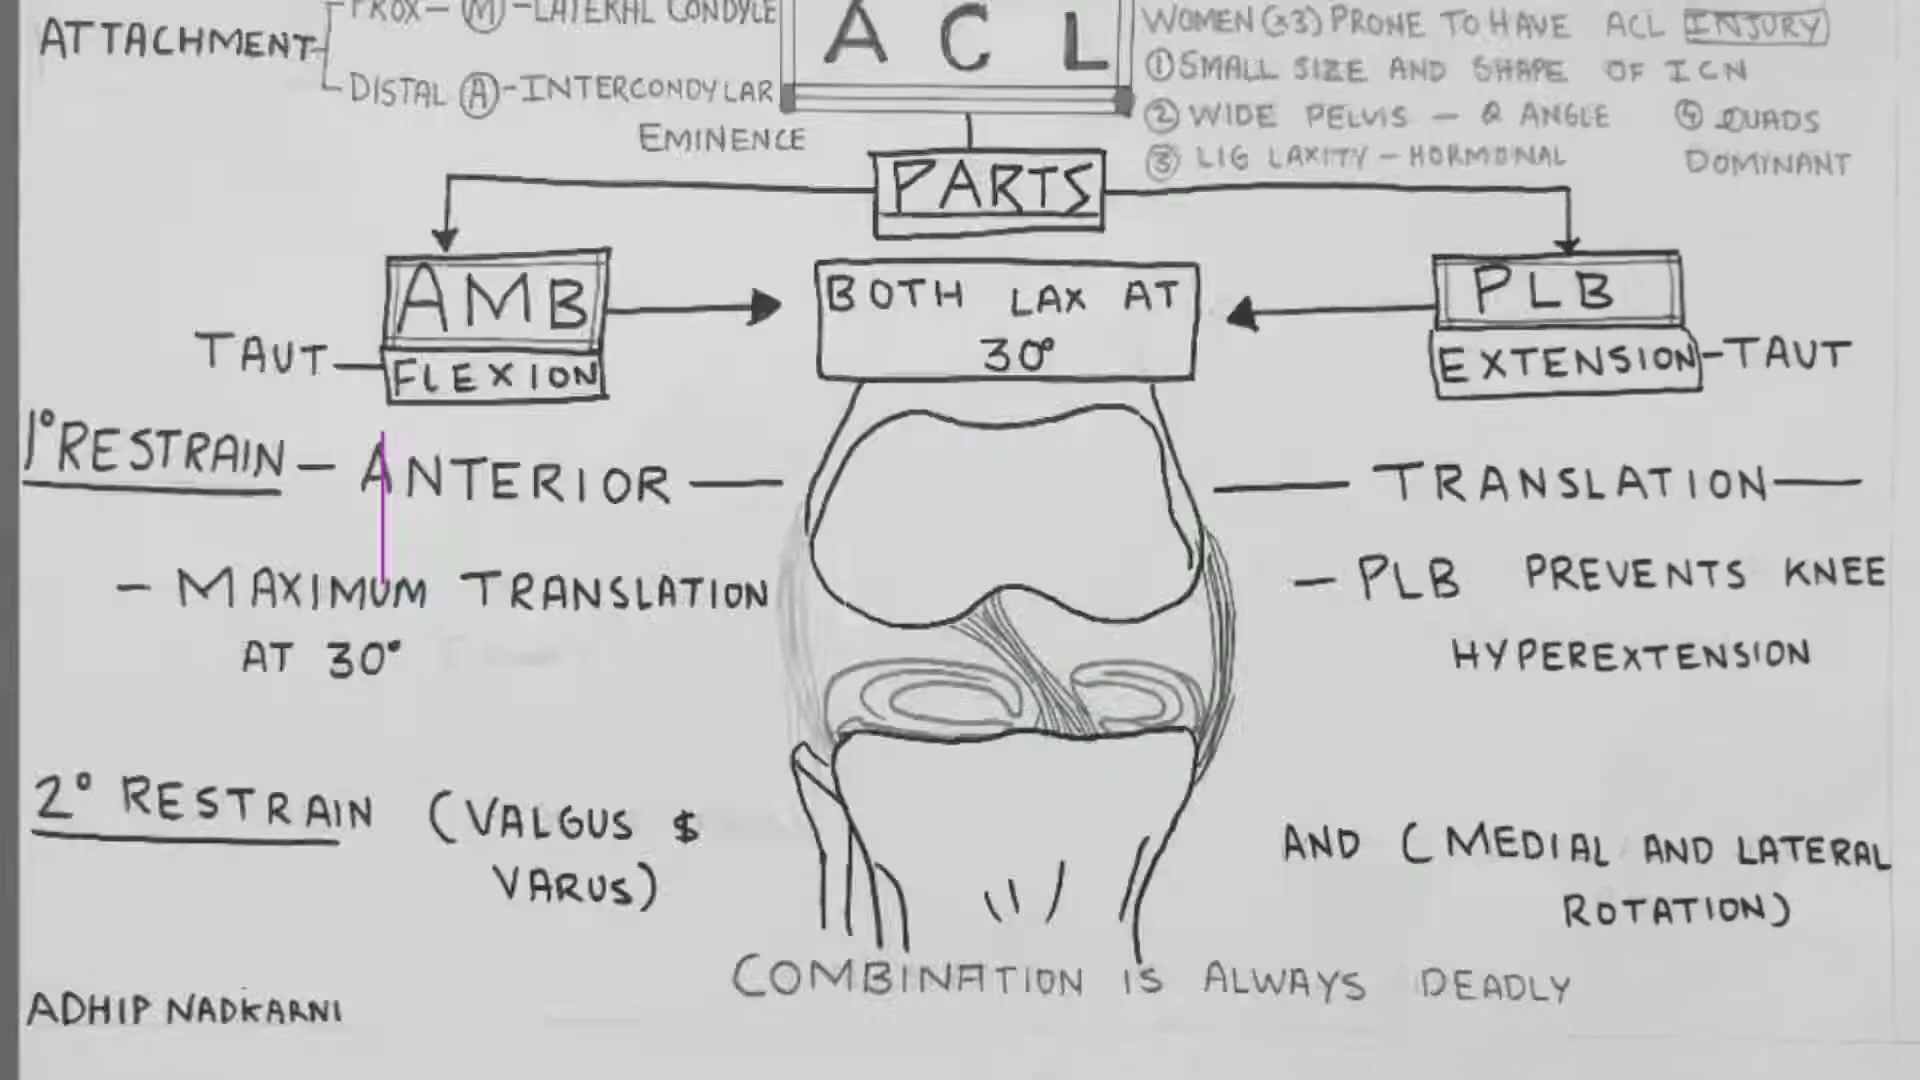 PROX - (M) - LATERAL CONDYLE
ATTACHMENT
DISTAL (A) - INTERCONDYLAR
EMINENCE
ACL
WOMEN (x3) PRONE TO HAVE ACL INJURY
① SMALL SIZE AND SHAPE OF ICN
② WIDE PELVIS - Q ANGLE
③ LIG LAXITY - HORMONAL
④ QUADS
DOMINANT
PARTS
AMB
TAUT - FLEXION
BOTH LAX AT
30°
PLB
EXTENSION - TAUT
1° RESTRAIN - ANTERIOR — — TRANSLATION —
- MAXIMUM TRANSLATION
AT 30°
- PLB PREVENTS KNEE
HYPEREXTENSION
2° RESTRAIN (VALGUS $
VARUS)
AND (MEDIAL AND LATERAL
ROTATION)
COMBINATION IS ALWAYS DEADLY
ADHIP NADKARNI